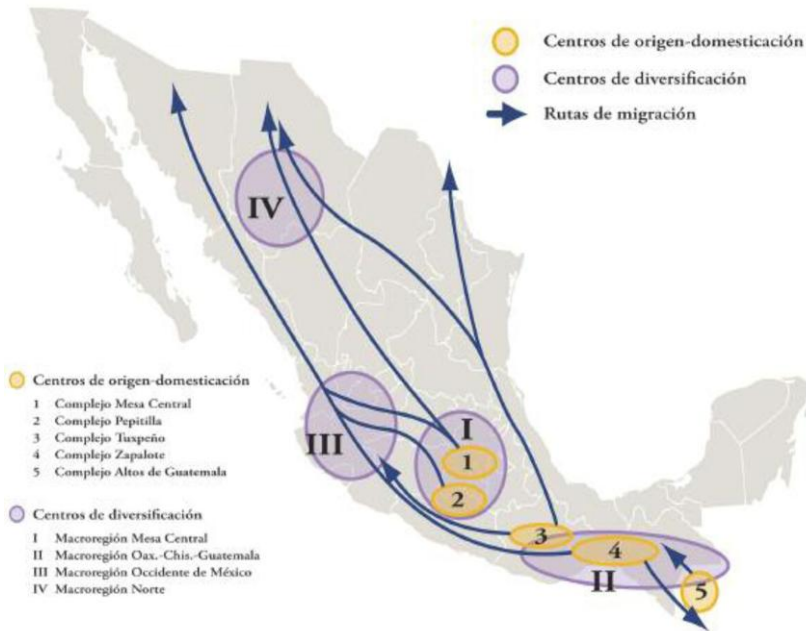 Centros de origen-domesticación
Centros de diversificación
Rutas de migración
IV
III
I
1
2
3
4
II
5
Centros de origen-domesticación
1 Complejo Mesa Central
2 Complejo Pepitilla
3 Complejo Tuxpeño
4 Complejo Zapalote
5 Complejo Altos de Guatemala
Centros de diversificación
I Macroregión Mesa Central
II Macroregión Oax.-Chis.-Guatemala
III Macroregión Occidente de México
IV Macroregión Norte